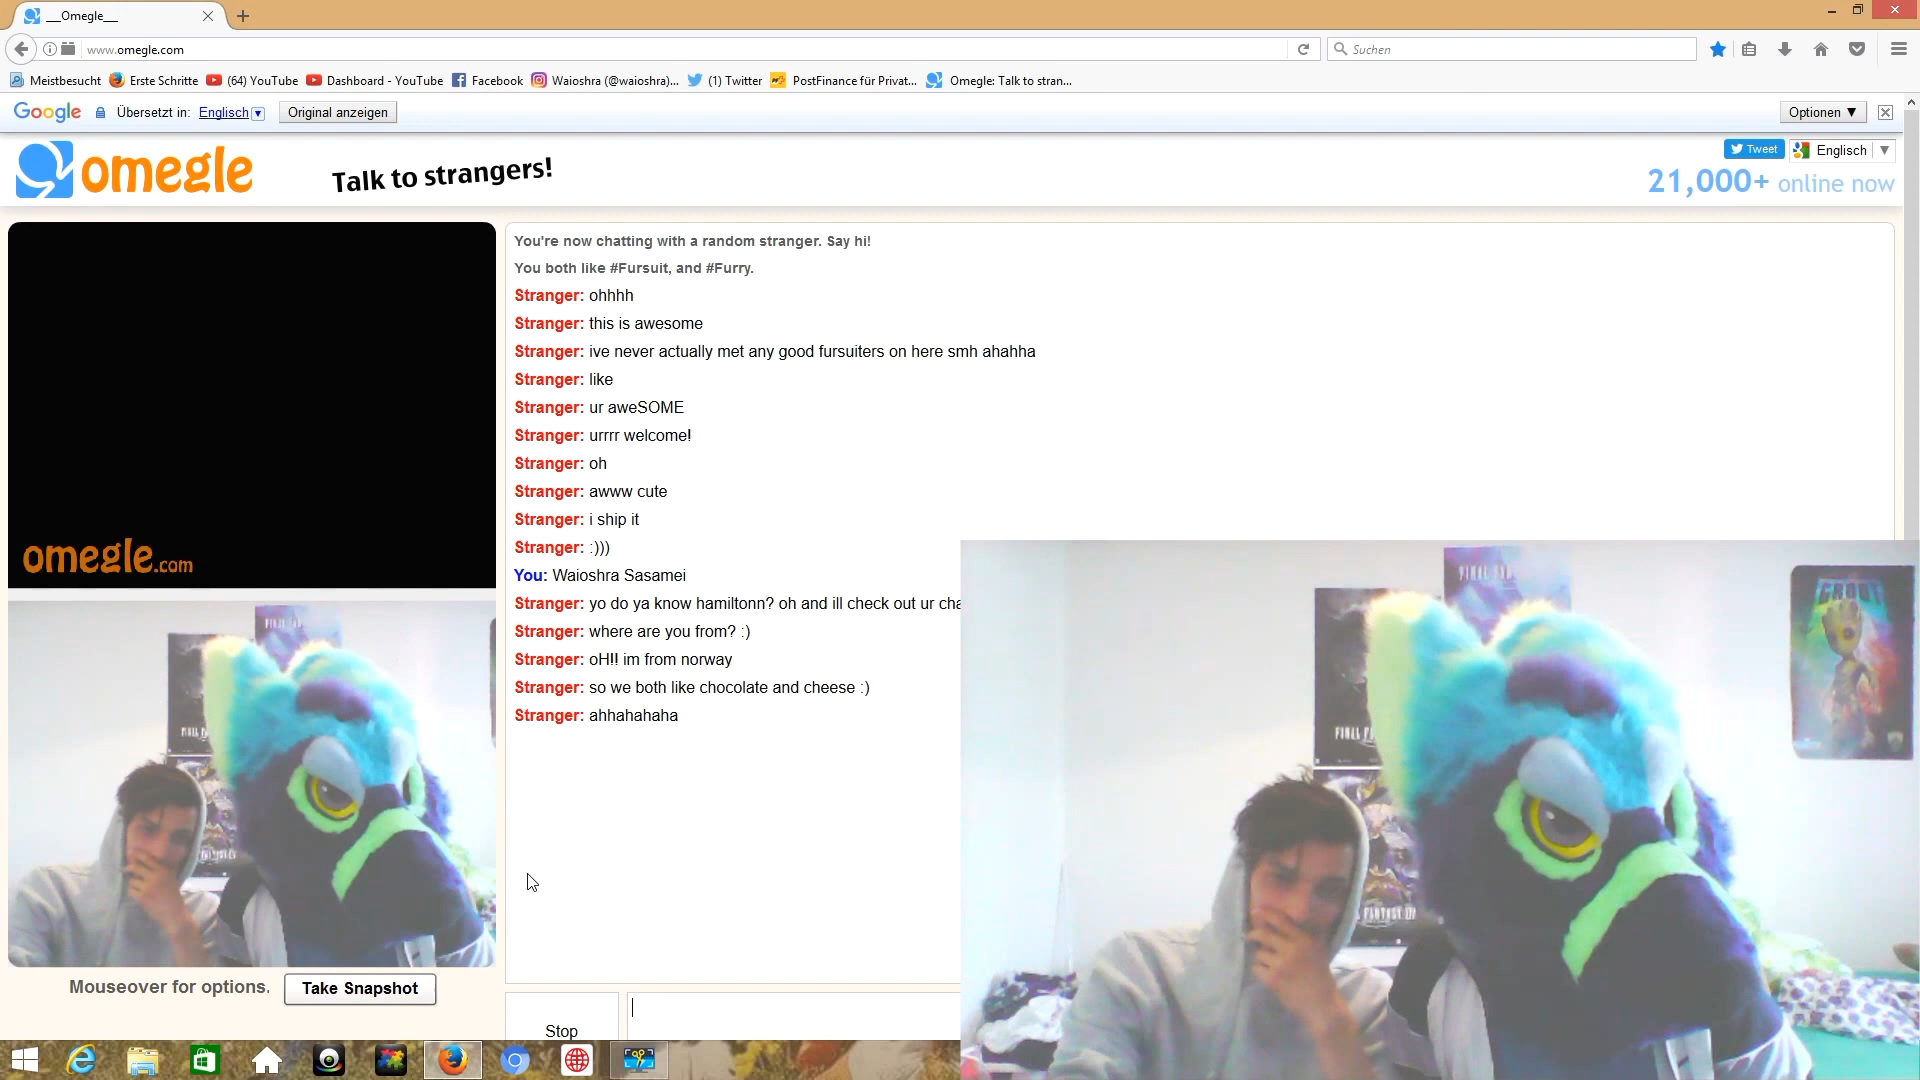 __Omegle__
www.omegle.com
Suchen
Meistbesucht
Erste Schritte
(64) YouTube
Dashboard - YouTube
Facebook
Waioshra (@waioshra)...
(1) Twitter
PostFinance für Privat...
Omegle: Talk to stran...
Google
Übersetzt in: Englisch
Original anzeigen
Optionen ▼
omegle
Talk to strangers!
Tweet
Englisch ▼
21,000+ online now
You're now chatting with a random stranger. Say hi!
You both like #Fursuit, and #Furry.
Stranger: ohhhh
Stranger: this is awesome
Stranger: ive never actually met any good fursuiters on here smh ahahha
Stranger: like
Stranger: ur aweSOME
Stranger: urrrr welcome!
Stranger: oh
Stranger: awww cute
Stranger: i ship it
Stranger: :)))
You: Waioshra Sasamei
Stranger: yo do ya know hamiltonn? oh and ill check out ur cha
Stranger: where are you from? :)
Stranger: oH!! im from norway
Stranger: so we both like chocolate and cheese :)
Stranger: ahhahahaha
omegle.com
Mouseover for options.
Take Snapshot
Stop
GROOT